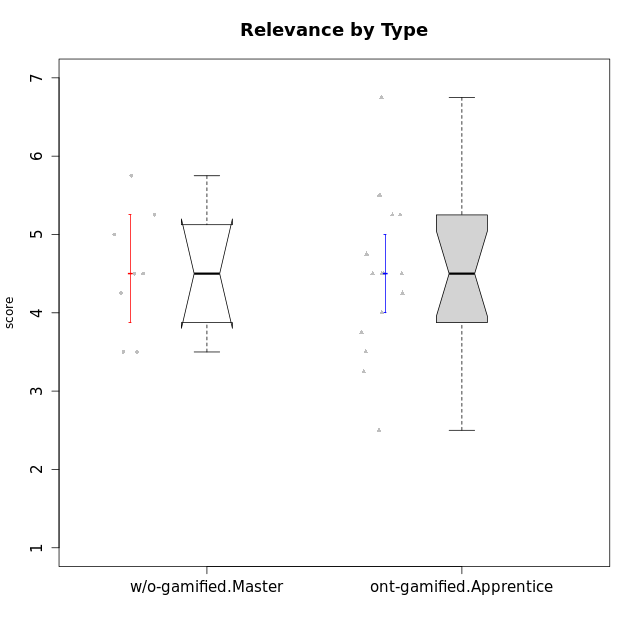 Relevance by Type
7
6
5
4
3
2
1
score
w/o-gamified.Master
ont-gamified.Apprentice